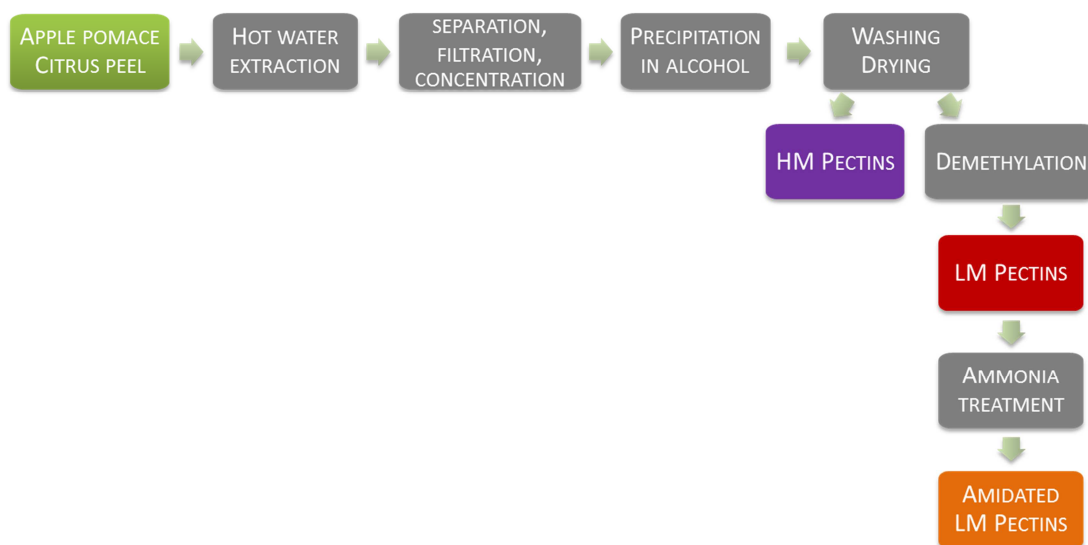 APPLE POMACE
CITRUS PEEL
HOT WATER
EXTRACTION
SEPARATION,
FILTRATION,
CONCENTRATION
PRECIPITATION
IN ALCOHOL
WASHING
DRYING
HM PECTINS
DEMETHYLATION
LM PECTINS
AMMONIA
TREATMENT
AMIDATED
LM PECTINS